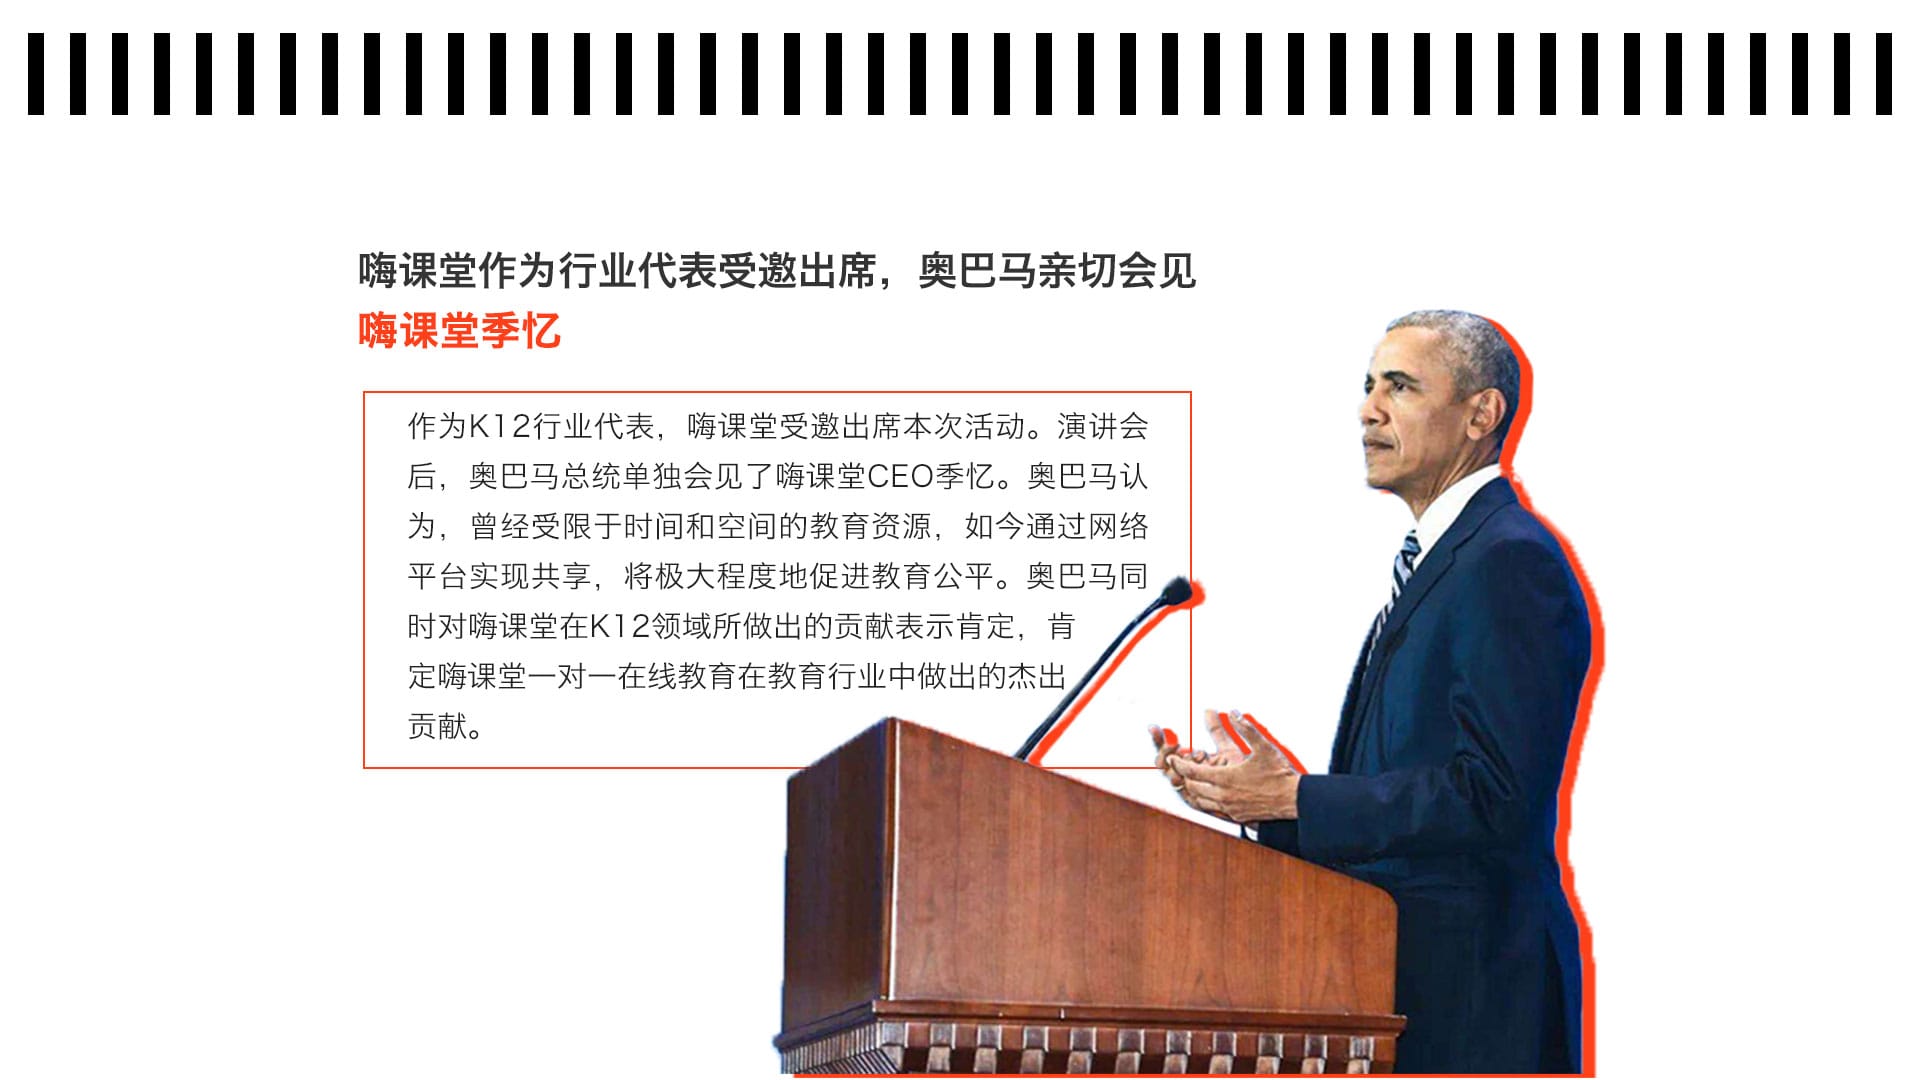 嗨课堂作为行业代表受邀出席，奥巴马亲切会见
嗨课堂季忆
作为K12行业代表，嗨课堂受邀出席本次活动。演讲会
后，奥巴马总统单独会见了嗨课堂CEO季忆。奥巴马认
为，曾经受限于时间和空间的教育资源，如今通过网络
平台实现共享，将极大程度地促进教育公平。奥巴马同
时对嗨课堂在K12领域所做出的贡献表示肯定，肯
定嗨课堂一对一在线教育在教育行业中做出的杰出
贡献。